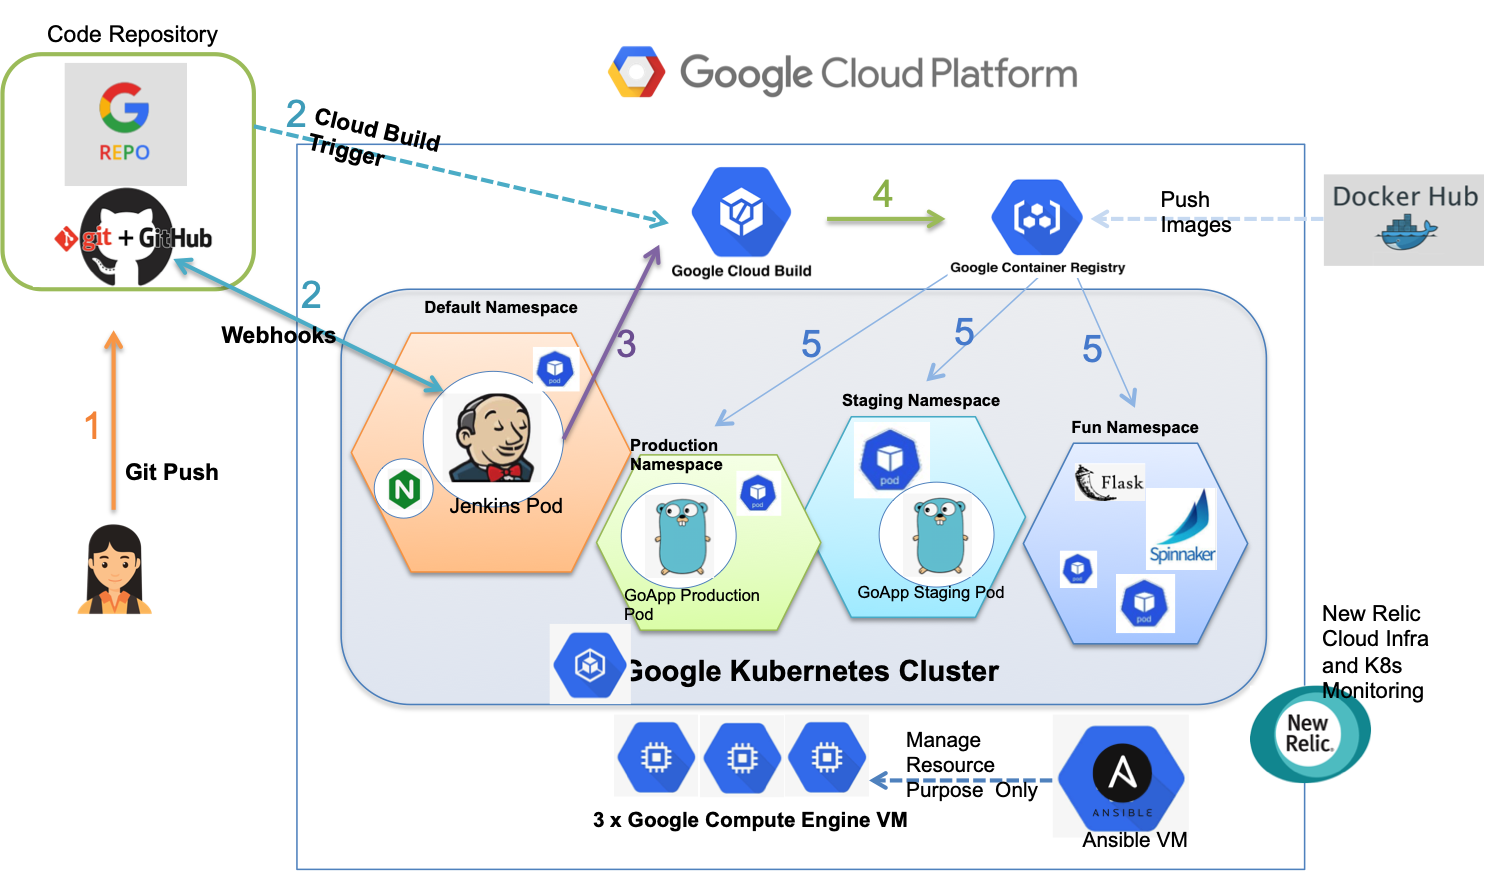 Code Repository
REPO
git + GitHub
1
Git Push
Google Cloud Platform
2
Cloud Build
Trigger
2
Webhooks
3
Google Cloud Build
4
Google Container Registry
Push
Images
Docker Hub
5
5
5
Default Namespace
pod
Jenkins Pod
Production
Namespace
pod
GoApp Production
Pod
Staging Namespace
pod
GoApp Staging Pod
Fun Namespace
Flask
Spinnaker
pod
pod
Google Kubernetes Cluster
3 x Google Compute Engine VM
Manage
Resource
Purpose Only
ANSIBLE
Ansible VM
New Relic
Cloud Infra
and K8s
Monitoring
New
Relic.